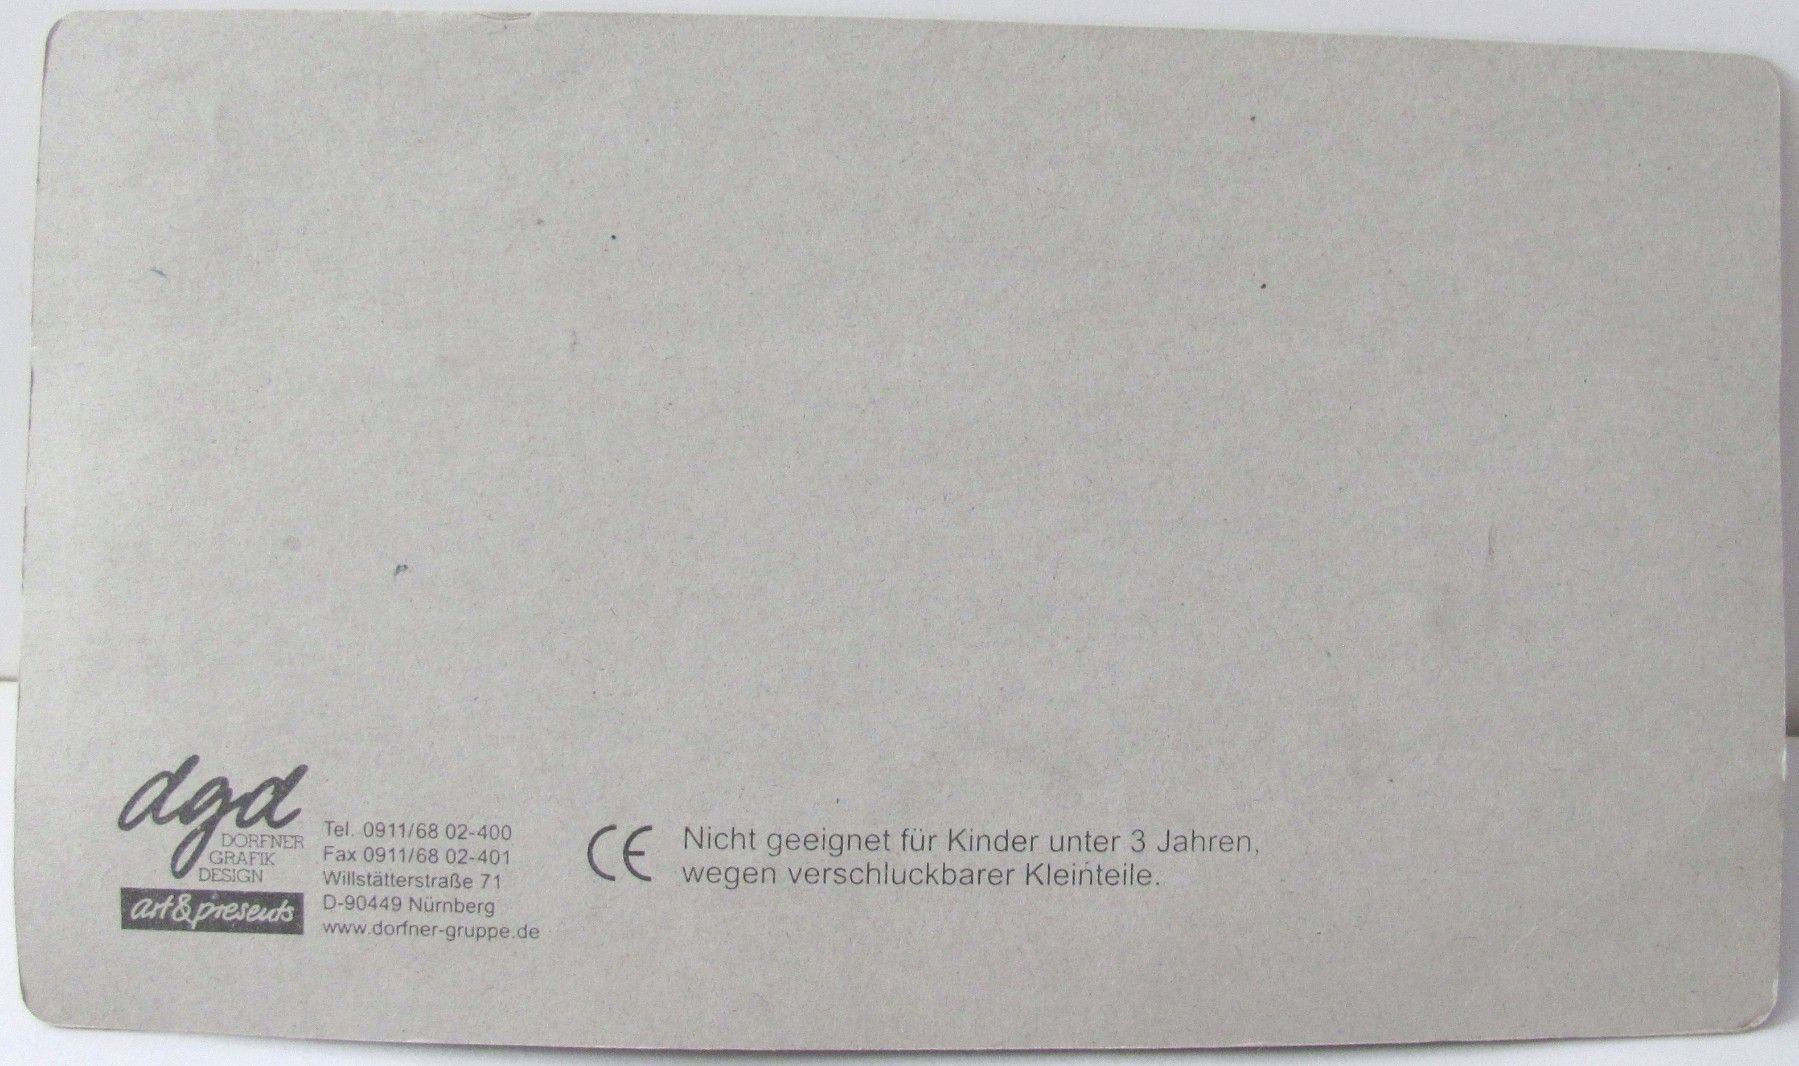 dgd
DORFNER
GRAFIK
DESIGN
art&presents
Tel. 0911/68 02-400
Fax 0911/68 02-401
Willstätterstraße 71
D-90449 Nürnberg
www.dorfner-gruppe.de
CE
Nicht geeignet für Kinder unter 3 Jahren,
wegen verschluckbarer Kleinteile.